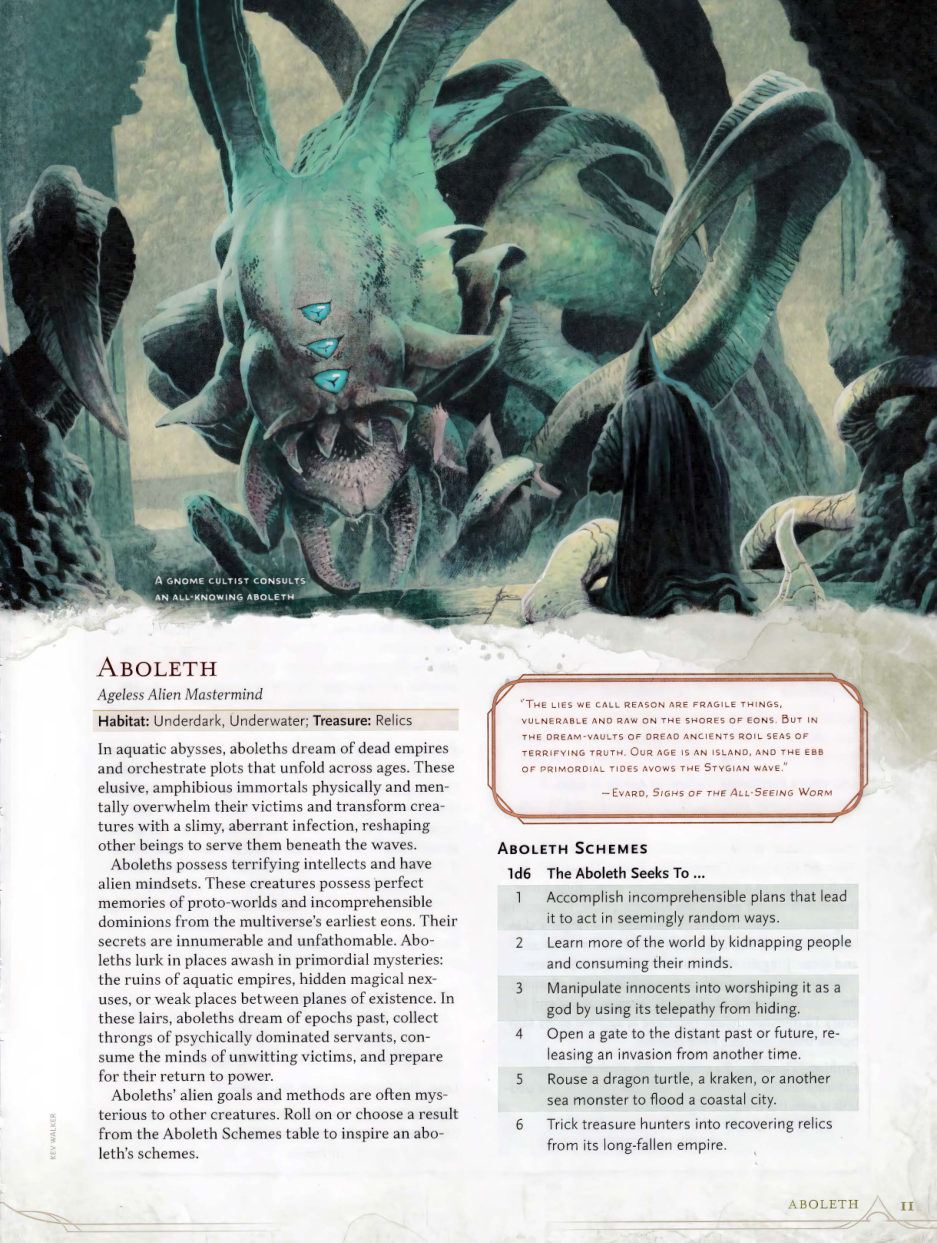 A GNOME CULTIST CONSULTS
AN ALL-KNOWING ABOLETH
ABOLETH
Ageless Alien Mastermind
Habitat: Underdark, Underwater; Treasure: Relics
In aquatic abysses, aboleths dream of dead empires
and orchestrate plots that unfold across ages. These
elusive, amphibious immortals physically and men-
tally overwhelm their victims and transform crea-
tures with a slimy, aberrant infection, reshaping
other beings to serve them beneath the waves.
Aboleths possess terrifying intellects and have
alien mindsets. These creatures possess perfect
memories of proto-worlds and incomprehensible
dominions from the multiverse's earliest eons. Their
secrets are innumerable and unfathomable. Abo-
leths lurk in places awash in primordial mysteries:
the ruins of aquatic empires, hidden magical nex-
uses, or weak places between planes of existence. In
these lairs, aboleths dream of epochs past, collect
throngs of psychically dominated servants, con-
sume the minds of unwitting victims, and prepare
for their return to power.
Aboleths' alien goals and methods are often mys-
terious to other creatures. Roll on or choose a result
from the Aboleth Schemes table to inspire an abo-
leth's schemes.
KEV WALKER
"THE LIES WE CALL REASON ARE FRAGILE THINGS,
VULNERABLE AND RAW ON THE SHORES OF EONS. BUT IN
THE DREAM-VAULTS OF DREAD ANCIENTS ROIL SEAS OF
TERRIFYING TRUTH. OUR AGE IS AN ISLAND, AND THE EBB
OF PRIMORDIAL TIDES AVOWS THE STYGIAN WAVE."
—EVARD, SIGHS OF THE ALL-SEEING WORM
ABOLETH SCHEMES
1d6 The Aboleth Seeks To ...
1 Accomplish incomprehensible plans that lead
it to act in seemingly random ways.
2 Learn more of the world by kidnapping people
and consuming their minds.
3 Manipulate innocents into worshiping it as a
god by using its telepathy from hiding.
4 Open a gate to the distant past or future, re-
leasing an invasion from another time.
5 Rouse a dragon turtle, a kraken, or another
sea monster to flood a coastal city.
6 Trick treasure hunters into recovering relics
from its long-fallen empire.
ABOLETH 11